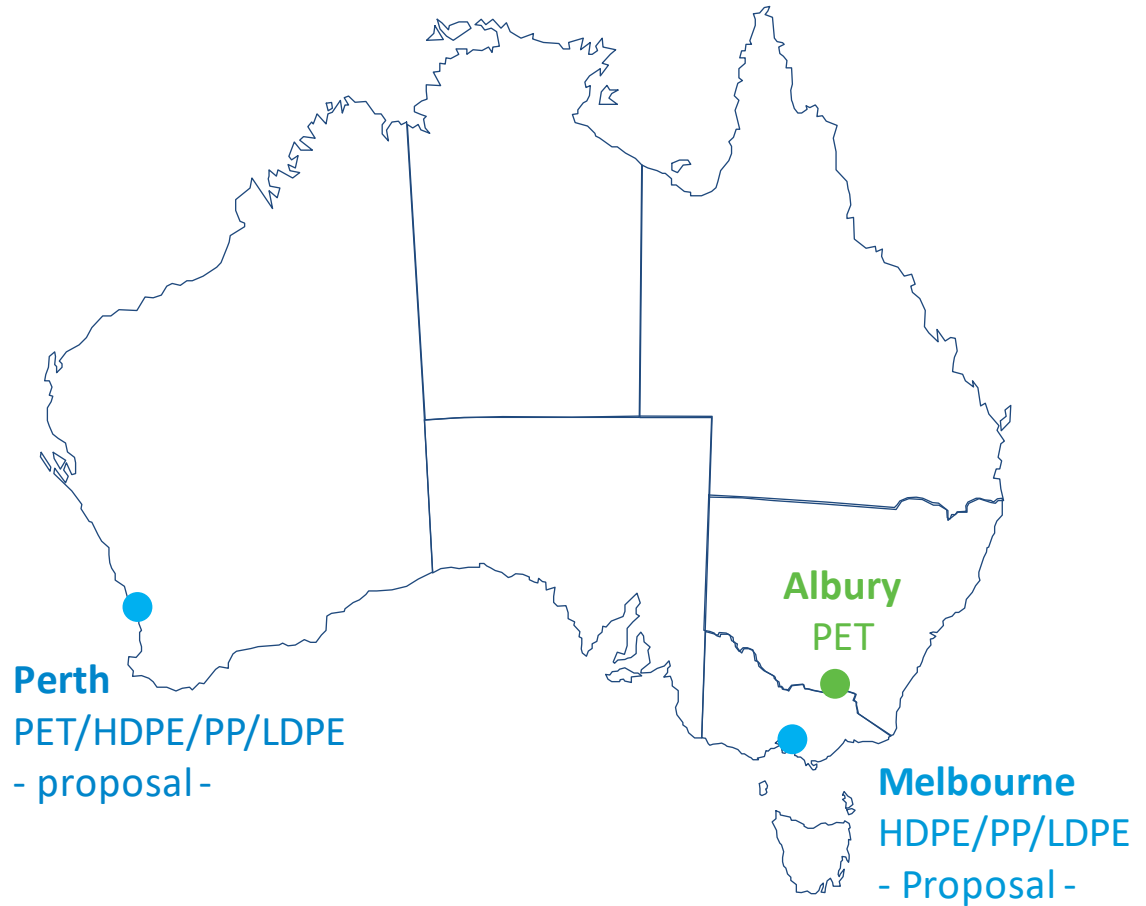 Albury
PET
Perth
PET/HDPE/PP/LDPE
- proposal -
Melbourne
HDPE/PP/LDPE
- Proposal -